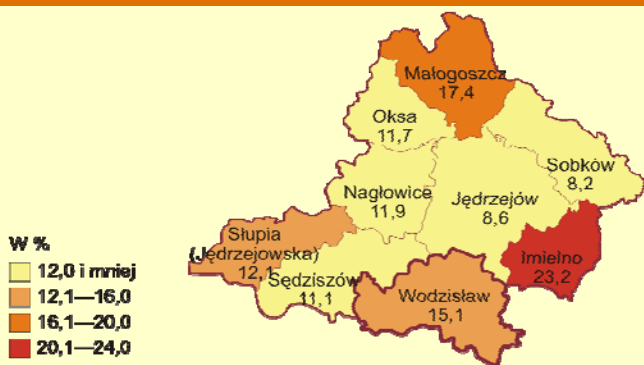 Małogoszcz
17,4
Oksa
11,7
Sobków
8,2
Nagłowice
11,9
Jędrzejów
8,6
Słupia
(Jędrzejowska)
12,1
Imielno
23,2
Sędziszów
11,1
Wodzisław
15,1
W %
12,0 i mniej
12,1—16,0
16,1—20,0
20,1—24,0